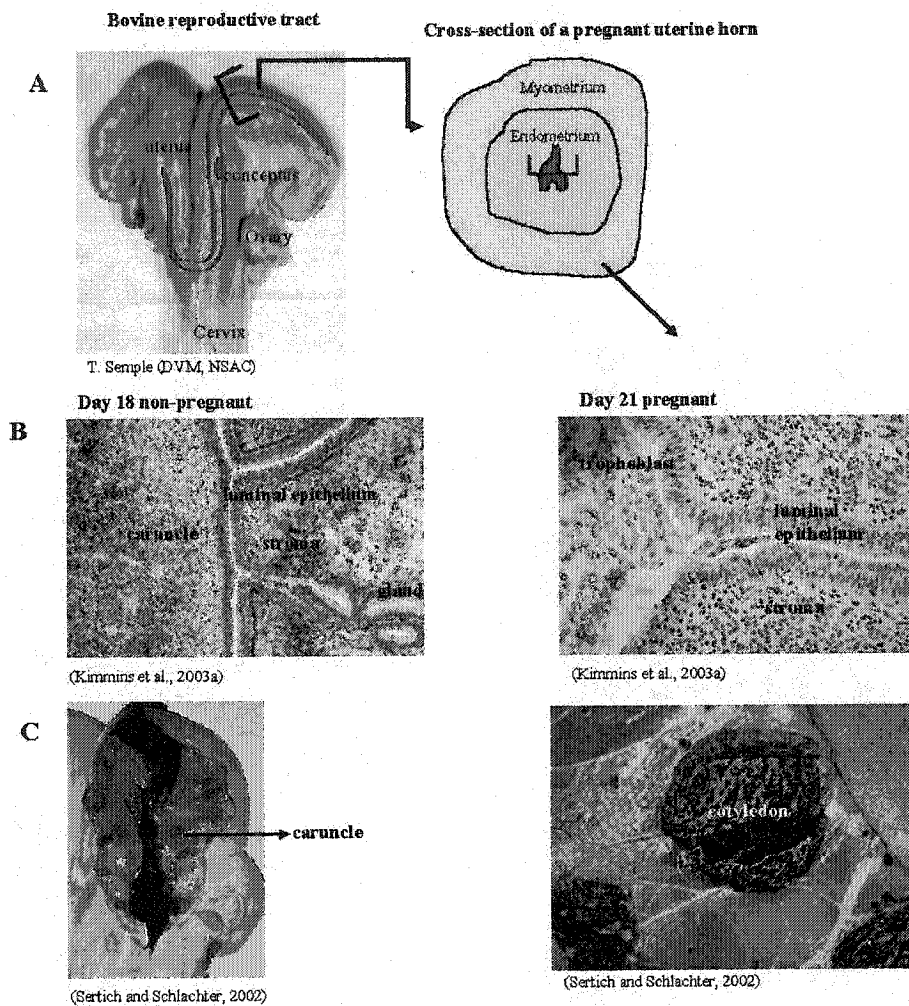 Bovine reproductive tract
Cross-section of a pregnant uterine horn
A
Myometrium
Endometrium
uterus
conceptus
Ovary
Cervix
T. Semple (DVM, NSAC)
Day 18 non-pregnant
Day 21 pregnant
B
trophoblast
luminal epithelium
luminal
epithelium
caruncle
stroma
gland
stroma
(Kimmins et al., 2003a)
(Kimmins et al., 2003a)
C
cotyledon
caruncle
(Sertich and Schlachter, 2002)
(Sertich and Schlachter, 2002)